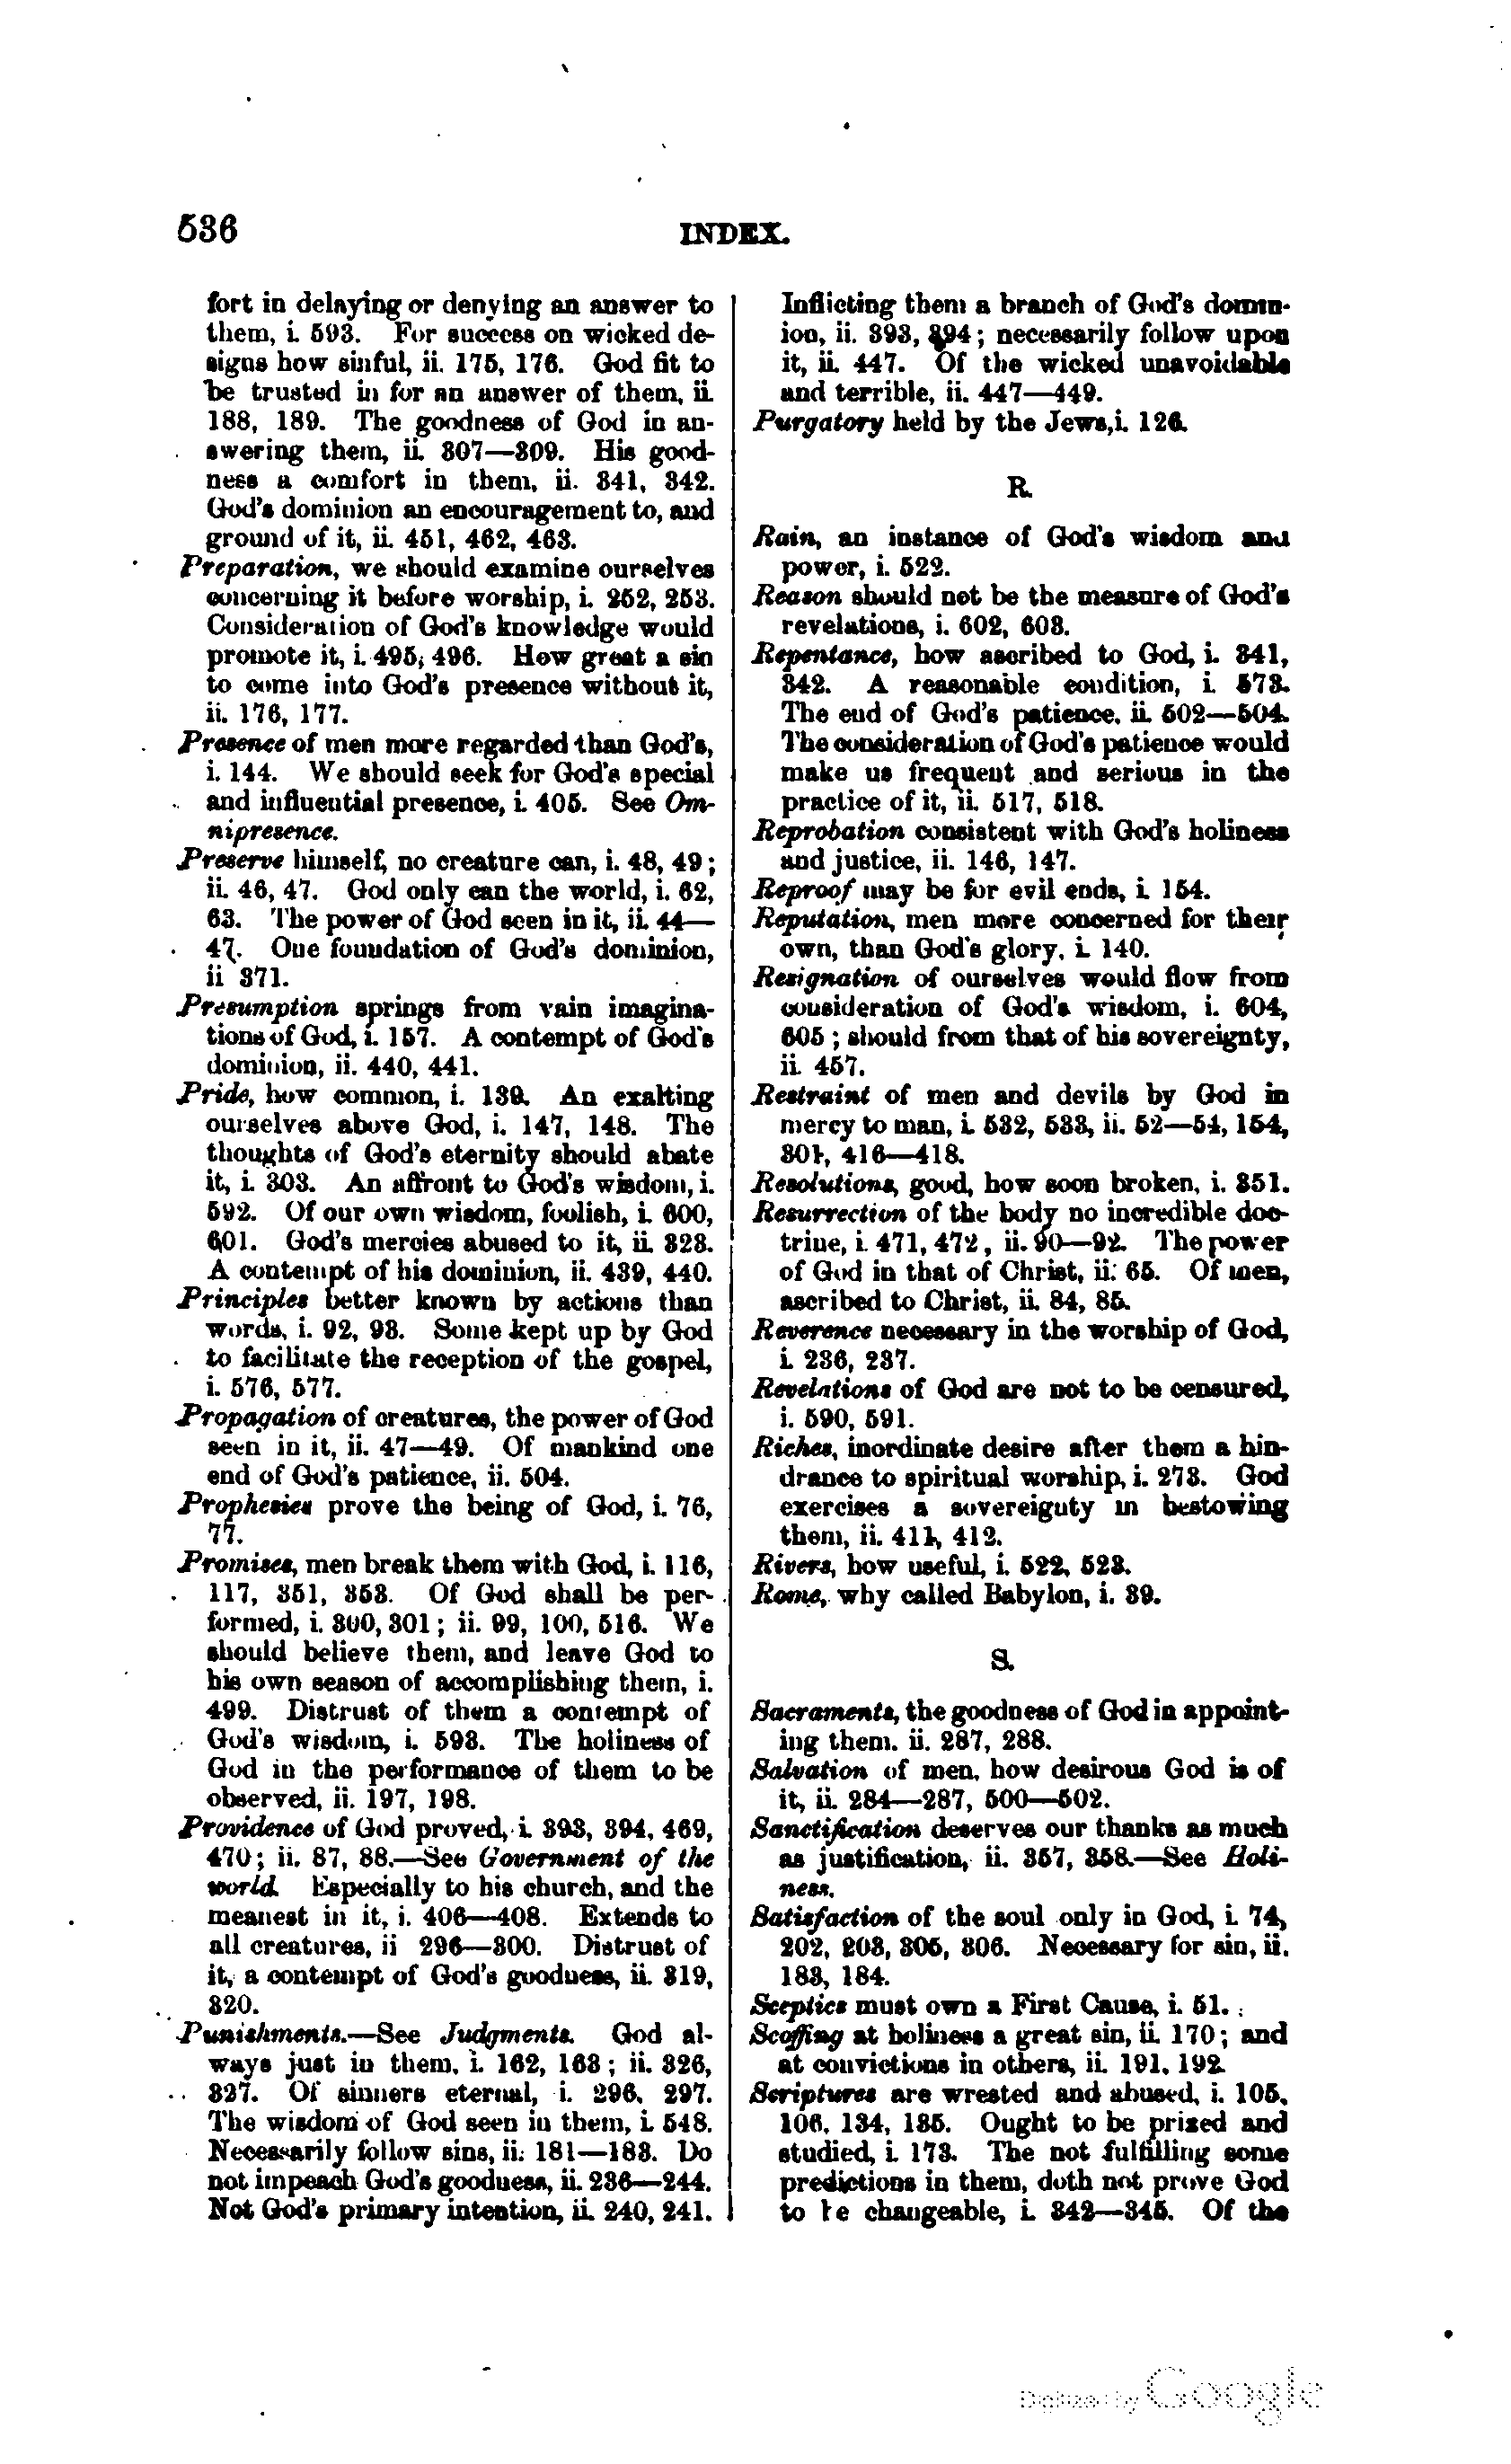 536
INDEX.
fort in delaying or denying an answer to
them, i. 593. For success on wicked de-
signs how sinful, ii. 175, 176. God fit to
be trusted in for an answer of them, ii.
188, 189. The goodness of God in an-
swering them, ii. 307—309. His good-
ness a comfort in them, ii. 341, 342.
God's dominion an encouragement to, and
ground of it, ii. 451, 462, 463.
Preparation, we should examine ourselves
concerning it before worship, i. 252, 253.
Consideration of God's knowledge would
promote it, i. 495, 496. How great a sin
to come into God's presence without it,
ii. 176, 177.
Presence of men more regarded than God's,
i. 144. We should seek for God's special
and influential presence, i. 405. See Om-
nipresence.
Preserve himself, no creature can, i. 48, 49;
ii. 46, 47. God only can the world, i. 62,
63. The power of God seen in it, ii. 44—
47. One foundation of God's dominion,
ii 371.
Presumption springs from vain imagina-
tions of God, i. 157. A contempt of God's
dominion, ii. 440, 441.
Pride, how common, i. 139. An exalting
ourselves above God, i. 147, 148. The
thoughts of God's eternity should abate
it, i. 303. An affront to God's wisdom, i.
592. Of our own wisdom, foolish, i. 600,
601. God's mercies abused to it, ii. 328.
A contempt of his dominion, ii. 439, 440.
Principles better known by actions than
words, i. 92, 93. Some kept up by God
to facilitate the reception of the gospel,
i. 576, 577.
Propagation of creatures, the power of God
seen in it, ii. 47—49. Of mankind one
end of God's patience, ii. 504.
Prophesies prove the being of God, i. 76,
77.
Promises, men break them with God, i. 116,
117, 351, 353. Of God shall be per-
formed, i. 300, 301; ii. 99, 100, 516. We
should believe them, and leave God to
his own season of accomplishing them, i.
499. Distrust of them a contempt of
God's wisdom, i. 593. The holiness of
God in the performance of them to be
observed, ii. 197, 198.
Providence of God proved, i. 393, 394, 469,
470; ii. 87, 88.—See Government of the
world. Especially to his church, and the
meanest in it, i. 406—408. Extends to
all creatures, ii 296—300. Distrust of
it, a contempt of God's goodness, ii. 319,
320.
Punishments.—See Judgments. God al-
ways just in them, i. 162, 163; ii. 326,
327. Of sinners eternal, i. 296, 297.
The wisdom of God seen in them, i. 548.
Necessarily follow sins, ii. 181—183. Do
not impeach God's goodness, ii. 236—244.
Not God's primary intention, ii. 240, 241.
Inflicting them a branch of God's domin-
ion, ii. 393, 394; necessarily follow upon
it, ii. 447. Of the wicked unavoidable
and terrible, ii. 447—449.
Purgatory held by the Jews, i. 126.
R.
Rain, an instance of God's wisdom and
power, i. 522.
Reason should not be the measure of God's
revelations, i. 602, 603.
Repentance, how ascribed to God, i. 341,
342. A reasonable condition, i. 573.
The end of God's patience, ii. 502—504.
The consideration of God's patience would
make us frequent and serious in the
practice of it, ii. 517, 518.
Reprobation consistent with God's holiness
and justice, ii. 146, 147.
Reproof may be for evil ends, i. 154.
Reputation, men more concerned for their
own, than God's glory, i. 140.
Resignation of ourselves would flow from
consideration of God's wisdom, i. 604,
605; should from that of his sovereignty,
ii. 457.
Restraint of men and devils by God in
mercy to man, i. 532, 533, ii. 52—54, 154,
301, 416—418.
Resolutions, good, how soon broken, i. 351.
Resurrection of the body no incredible doc-
trine, i. 471, 472, ii. 90—92. The power
of God in that of Christ, ii. 65. Of men,
ascribed to Christ, ii. 84, 85.
Reverence necessary in the worship of God,
i. 236, 237.
Revelations of God are not to be censured,
i. 590, 591.
Riches, inordinate desire after them a hin-
drance to spiritual worship, i. 273. God
exercises a sovereignty in bestowing
them, ii. 411, 412.
Rivers, how useful, i. 522, 523.
Rome, why called Babylon, i. 39.
S.
Sacraments, the goodness of God in appoint-
ing them. ii. 287, 288.
Salvation of men, how desirous God is of
it, ii. 284—287, 500—502.
Sanctification deserves our thanks as much
as justification, ii. 357, 358.—See Holi-
ness.
Satisfaction of the soul only in God, i. 74,
202, 203, 305, 306. Necessary for sin, ii.
183, 184.
Sceptics must own a First Cause, i. 51.
Scoffing at holiness a great sin, ii. 170; and
at convictions in others, ii. 191, 192.
Scriptures are wrested and abused, i. 105,
106, 134, 135. Ought to be prized and
studied, i. 173. The not fulfilling some
predictions in them, doth not prove God
to be changeable, i. 342—345. Of the
Digitized by Google